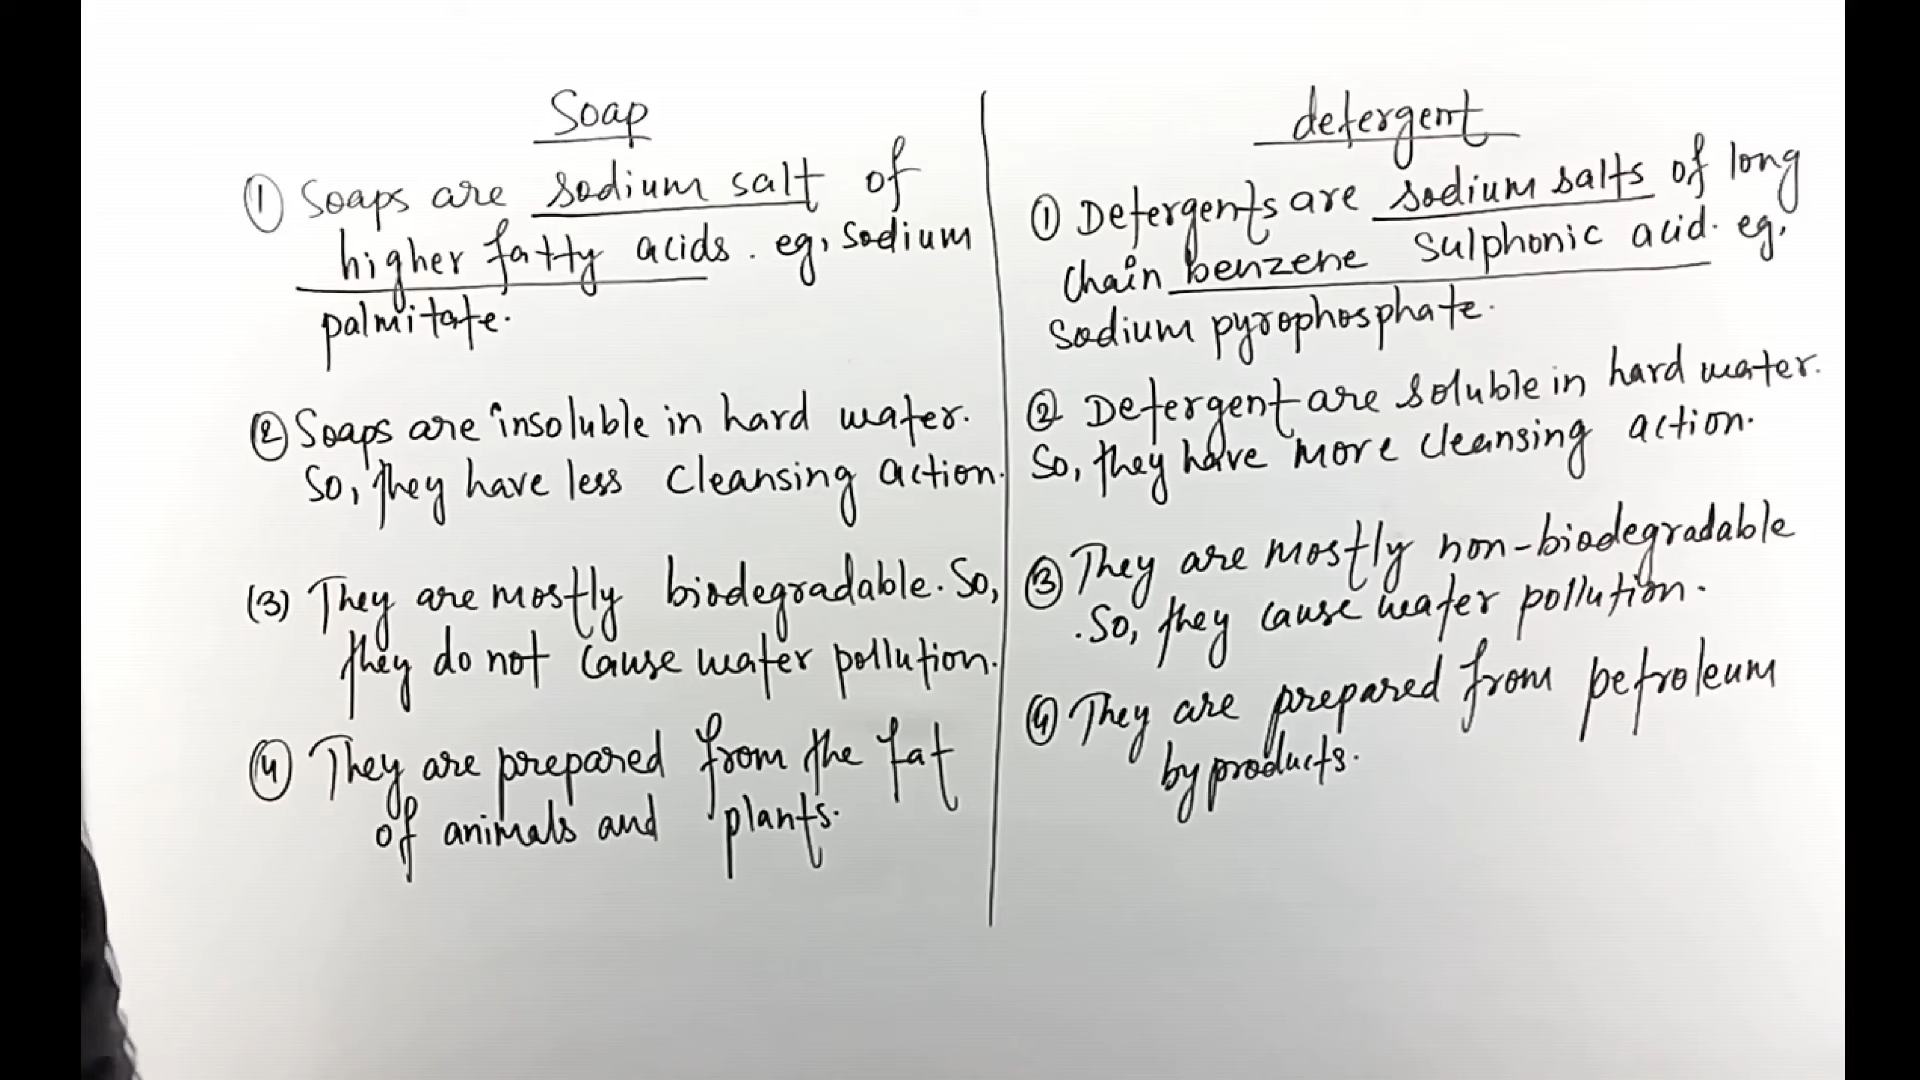 Soap
① Soaps are sodium salt of
higher fatty acids. eg, sodium
palmitate.
② Soaps are insoluble in hard water.
So, they have less cleansing action.
(3) They are mostly biodegradable. So,
they do not cause water pollution.
④ They are prepared from the fat
of animals and plants.
detergent
① Detergents are sodium salts of long
chain benzene sulphonic acid. eg,
sodium pyrophosphate.
② Detergent are soluble in hard water.
So, they have more cleansing action.
③ They are mostly non-biodegradable
. So, they cause water pollution.
④ They are prepared from petroleum
by products.